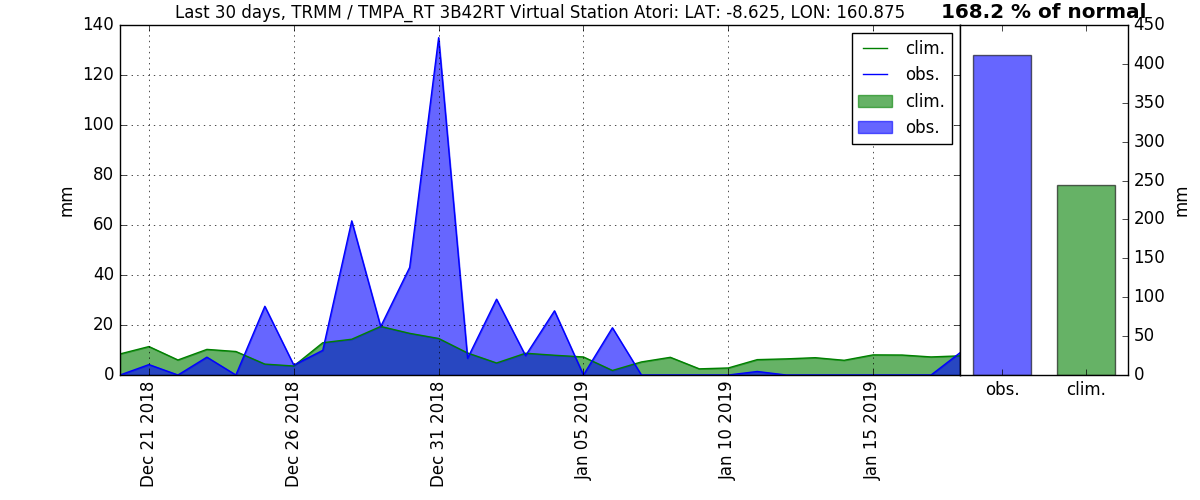 Last 30 days, TRMM / TMPA_RT 3B42RT Virtual Station Atori: LAT: -8.625, LON: 160.875
168.2 % of normal
mm
140
120
100
80
60
40
20
0
clim.
obs.
clim.
obs.
Dec 21 2018
Dec 26 2018
Dec 31 2018
Jan 05 2019
Jan 10 2019
Jan 15 2019
450
400
350
300
250
200
150
100
50
0
mm
obs.
clim.